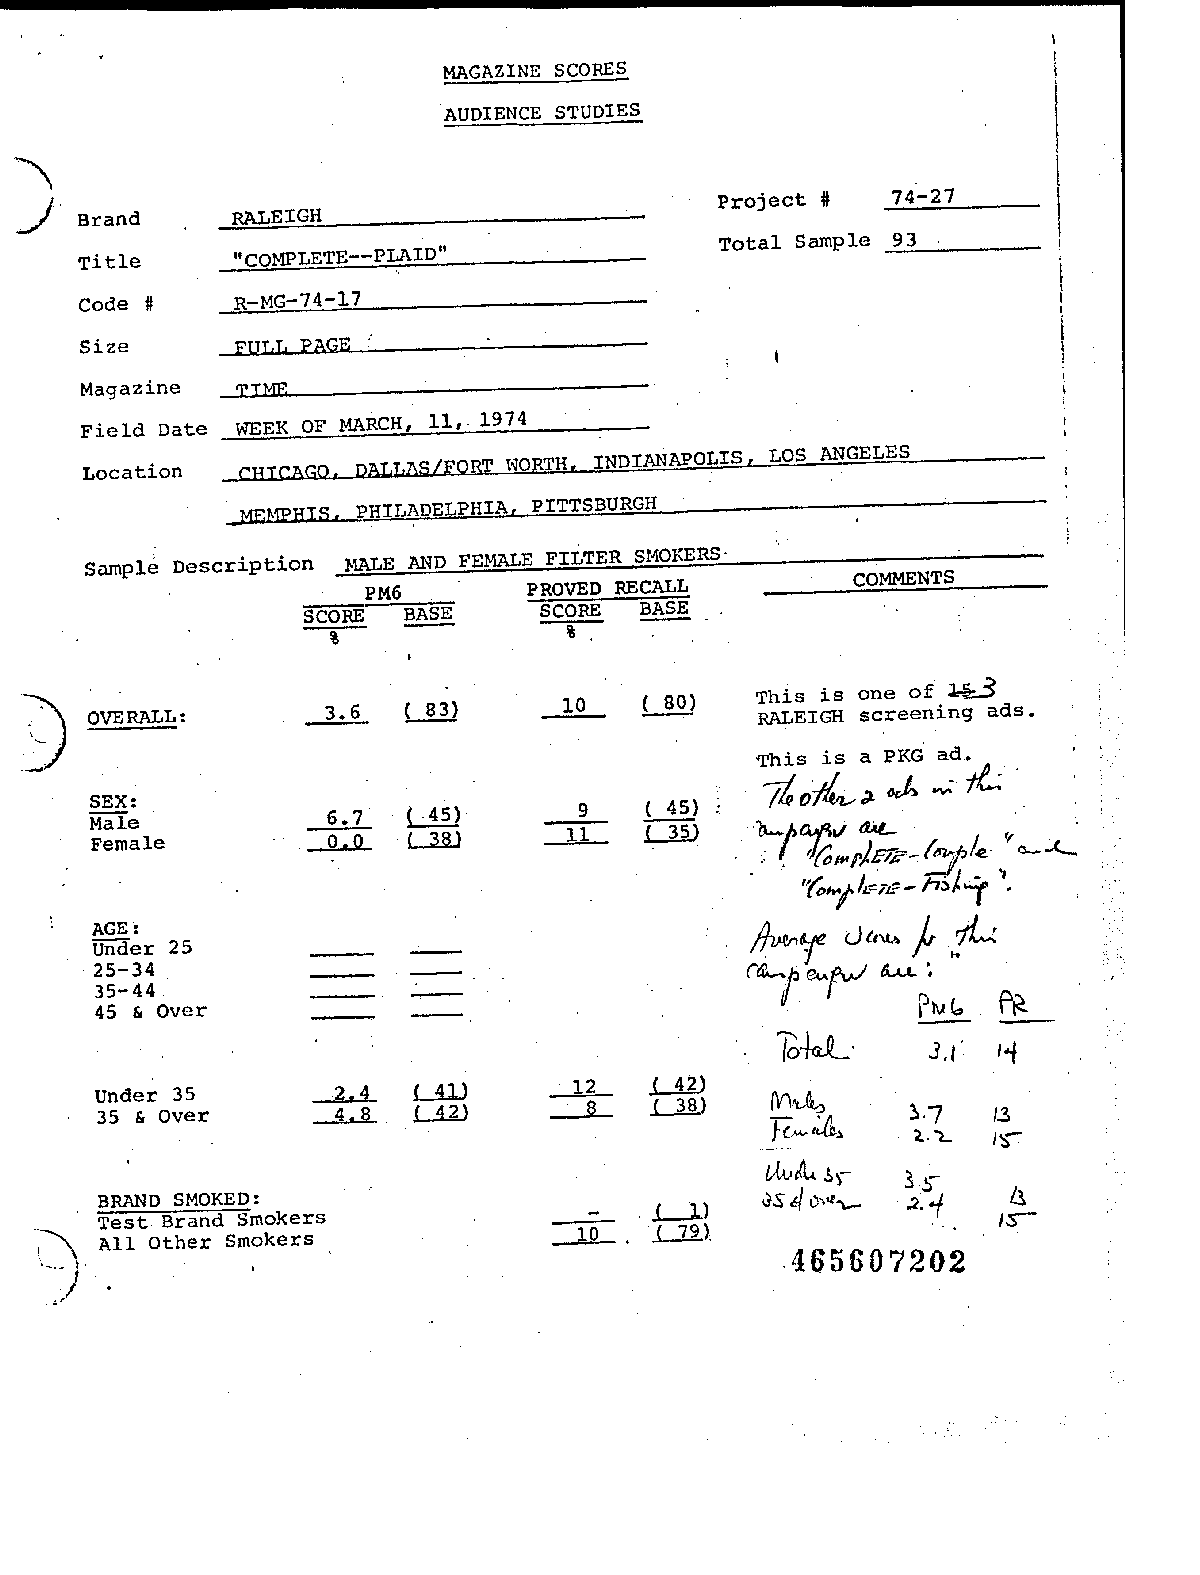 MAGAZINE SCORES
AUDIENCE STUDIES
Project # 74-27
Brand RALEIGH
Total Sample 93
Title "COMPLETE--PLAID"
Code # R-MG-74-17
Size FULL PAGE
Magazine TIME
Field Date WEEK OF MARCH, 11, 1974
Location CHICAGO, DALLAS/FORT WORTH, INDIANAPOLIS, LOS ANGELES
MEMPHIS, PHILADELPHIA, PITTSBURGH
Sample Description MALE AND FEMALE FILTER SMOKERS
PM6 PROVED RECALL COMMENTS
SCORE BASE SCORE BASE
% %
OVERALL: 3.6 ( 83) 10 ( 80)
This is one of 15 3
RALEIGH screening ads.
This is a PKG ad.
The other 2 ads in this
campaign are
"Complete-Couple" and
"Complete-Fishing".
SEX:
Male 6.7 ( 45) 9 ( 45)
Female 0.0 ( 38) 11 ( 35)
AGE:
Under 25
25-34
35-44
45 & Over
Average Scores for this
campaign are:
PM6 PR
Total 3.1 14
Under 35 2.4 ( 41) 12 ( 42)
35 & Over 4.8 ( 42) 8 ( 38)
Males 3.7 13
Females 2.2 15
Under 35 3.5 13
35 & over 2.4 15
BRAND SMOKED:
Test Brand Smokers - ( 1)
All Other Smokers 10 ( 79)
465607202